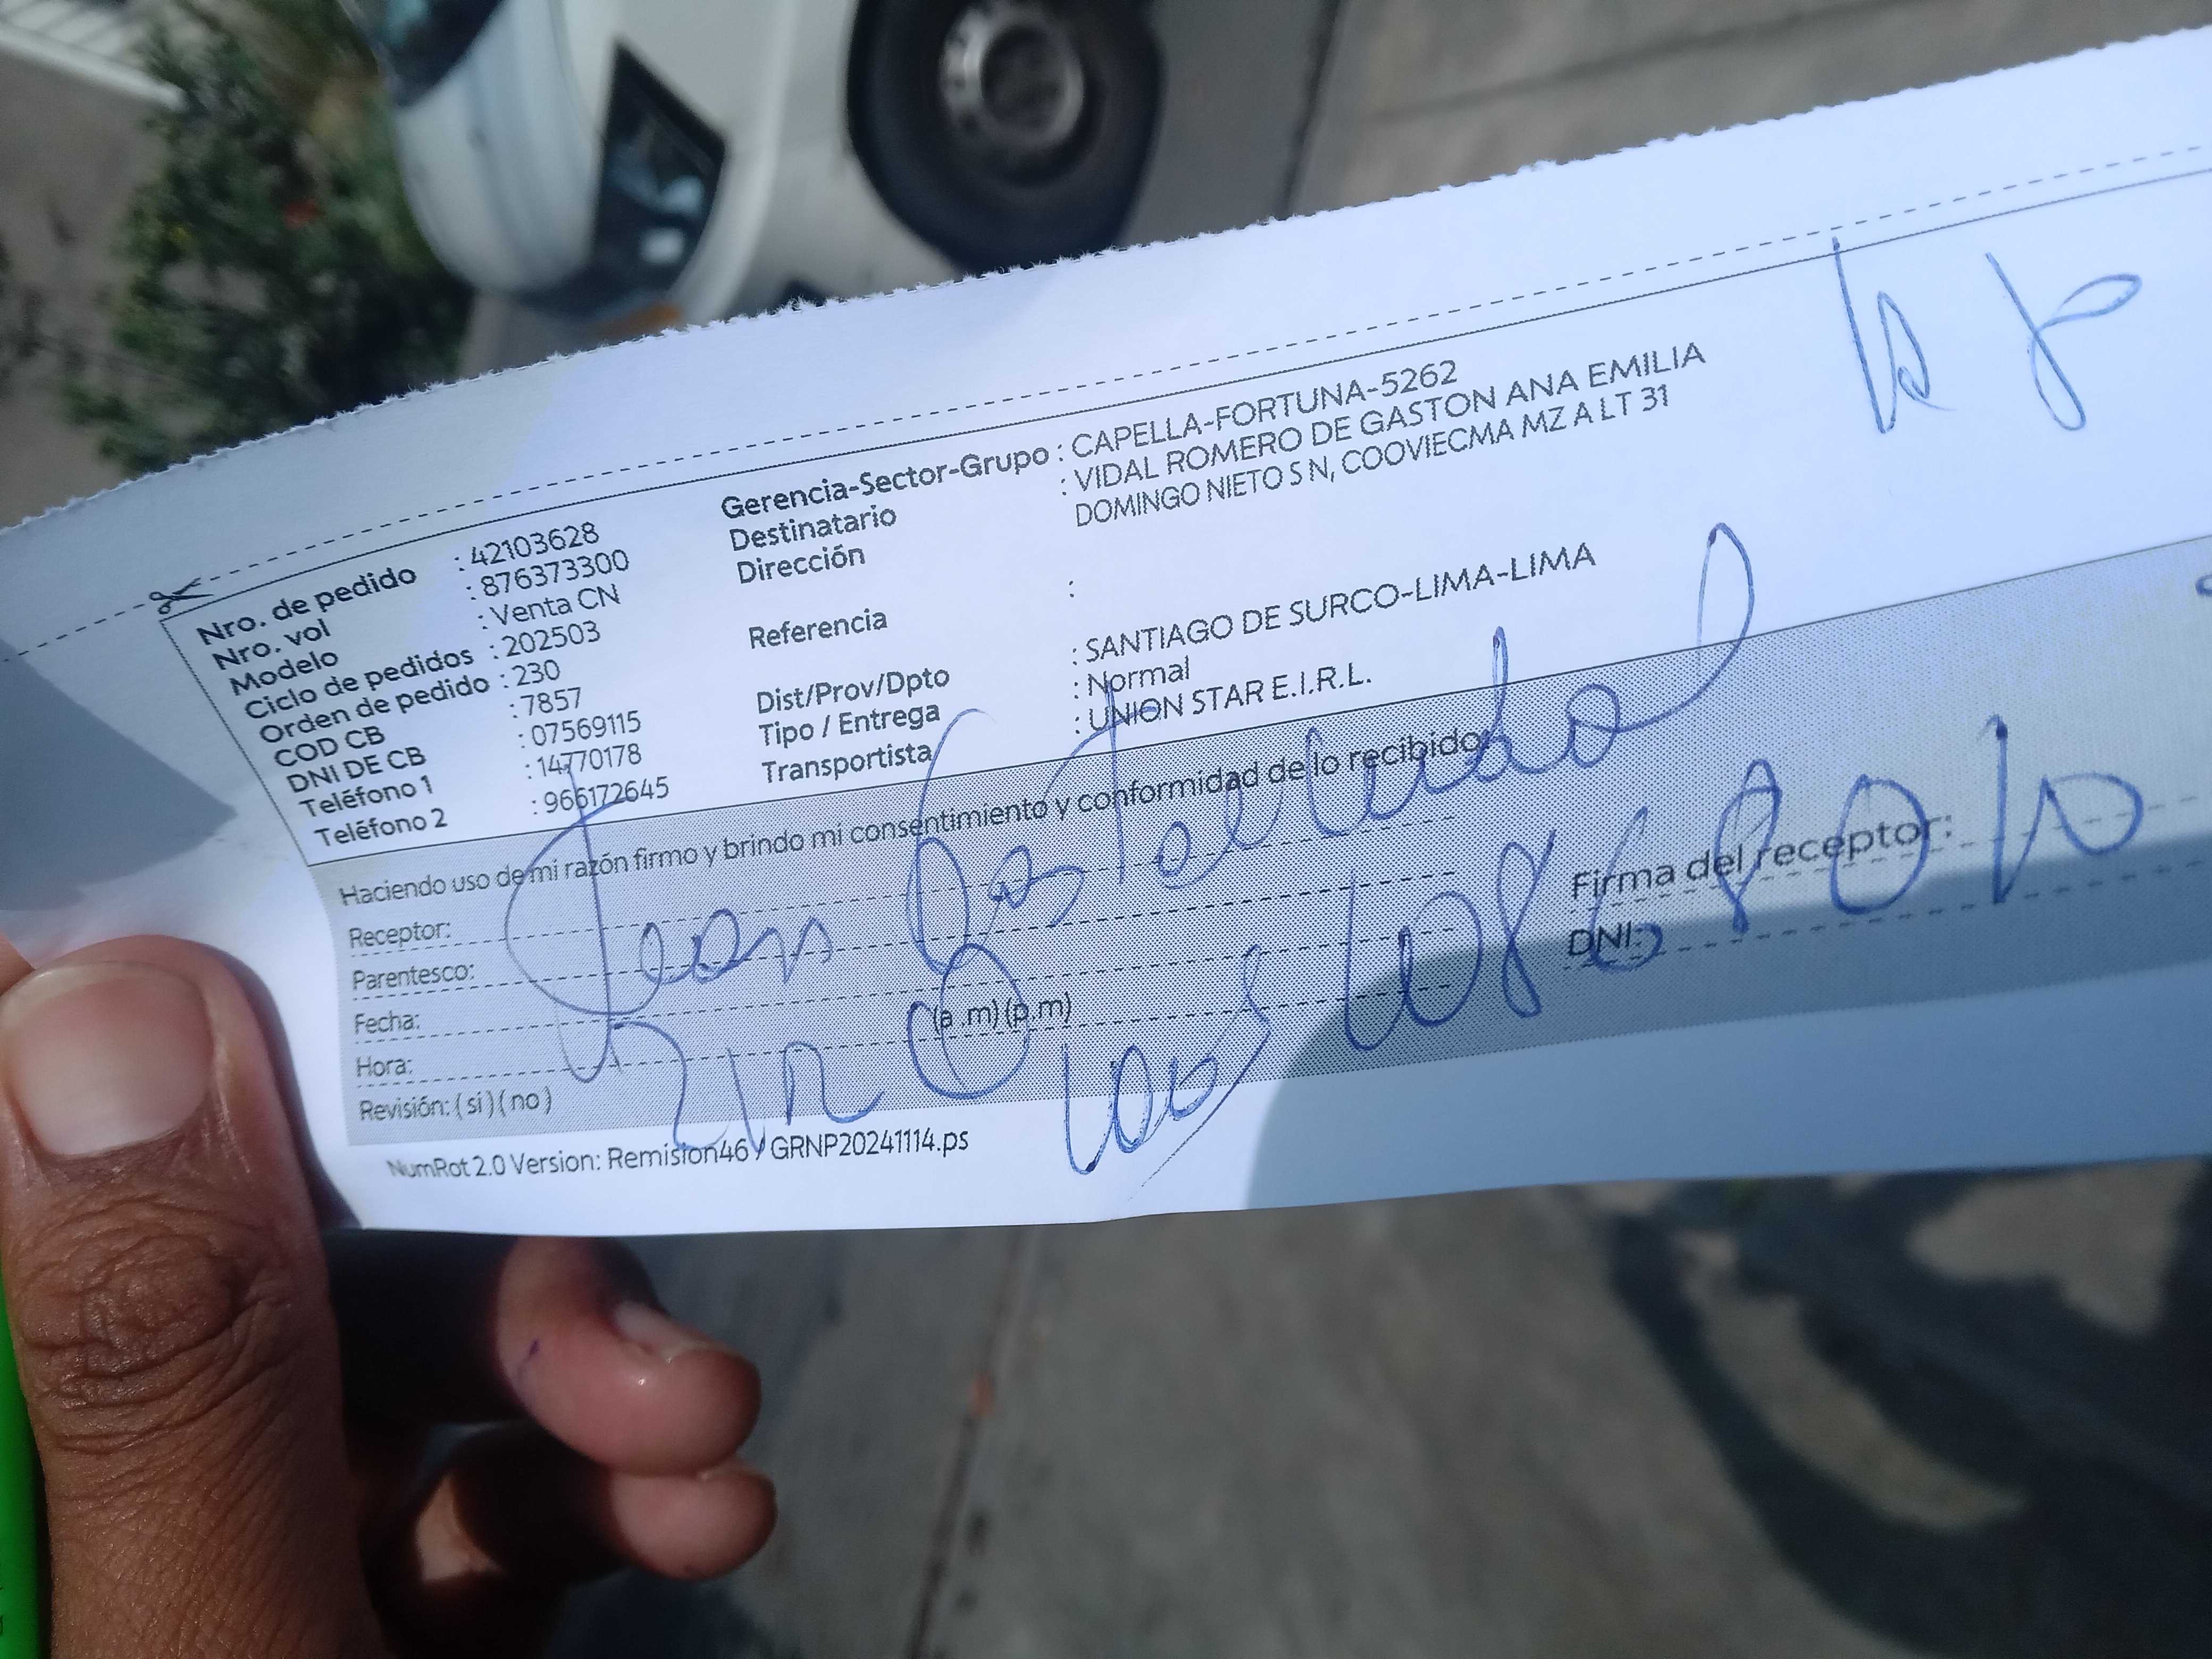 Nro. de pedido : 42103628
Nro. vol : 876373300
Modelo : Venta CN
Ciclo de pedidos : 202503
Orden de pedido : 230
COD CB : 7857
DNI DE CB : 07569115
Teléfono 1 : 14770178
Teléfono 2 : 966172645
Gerencia-Sector-Grupo : CAPELLA-FORTUNA-5262
Destinatario : VIDAL ROMERO DE GASTON ANA EMILIA
Dirección : DOMINGO NIETO S N, COOVIECMA MZ A LT 31
Referencia :
Dist/Prov/Dpto : SANTIAGO DE SURCO-LIMA-LIMA
Tipo / Entrega : Normal
Transportista : UNION STAR E.I.R.L.
Haciendo uso de mi razón firmo y brindo mi consentimiento y conformidad de lo recibido:
Receptor:
Parentesco:
Fecha:
Hora: (a .m) (p.m)
Revisión: ( si ) ( no )
Firma del receptor:
DNI:
NumRot 2.0 Version: Remision46 / GRNP20241114.ps